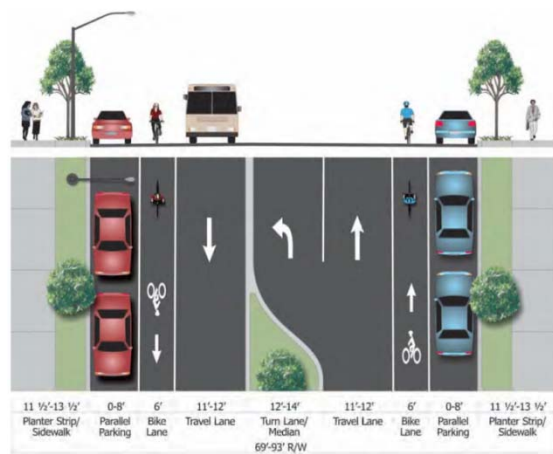 11 ½'-13 ½' 0-8' 6' 11'-12' 12'-14' 11'-12' 6' 0-8' 11 ½'-13 ½'
Planter Strip/ Parallel Bike Travel Lane Turn Lane/ Travel Lane Bike Parallel Planter Strip/
Sidewalk Parking Lane Median Lane Parking Sidewalk
69'-93' R/W